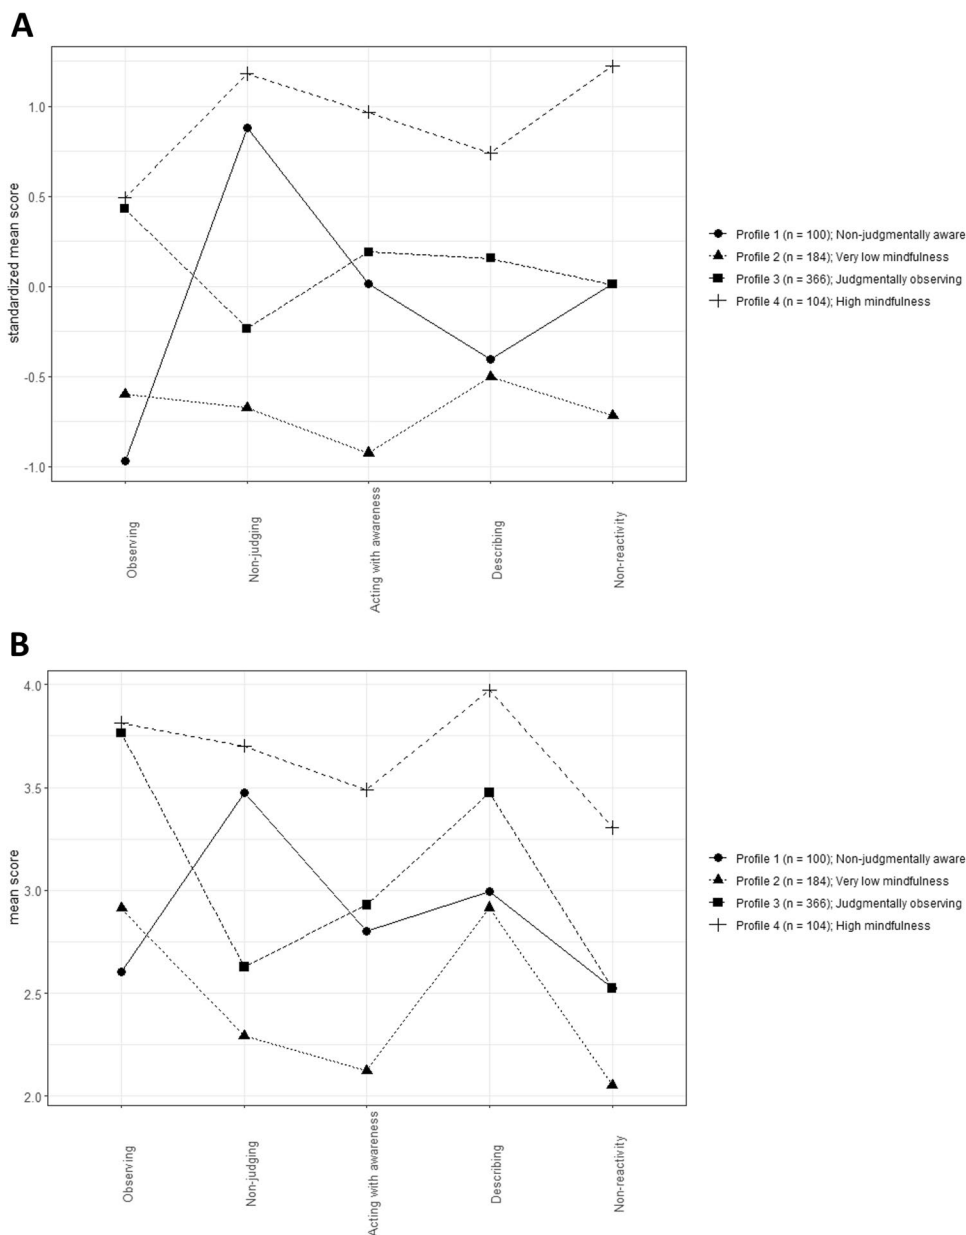 A
standardized mean score
1.0
0.5
0.0
-0.5
-1.0
Observing
Non-judging
Acting with awareness
Describing
Non-reactivity
Profile 1 (n = 100); Non-judgmentally aware
Profile 2 (n = 184); Very low mindfulness
Profile 3 (n = 366); Judgmentally observing
Profile 4 (n = 104); High mindfulness
B
mean score
4.0
3.5
3.0
2.5
2.0
Observing
Non-judging
Acting with awareness
Describing
Non-reactivity
Profile 1 (n = 100); Non-judgmentally aware
Profile 2 (n = 184); Very low mindfulness
Profile 3 (n = 366); Judgmentally observing
Profile 4 (n = 104); High mindfulness